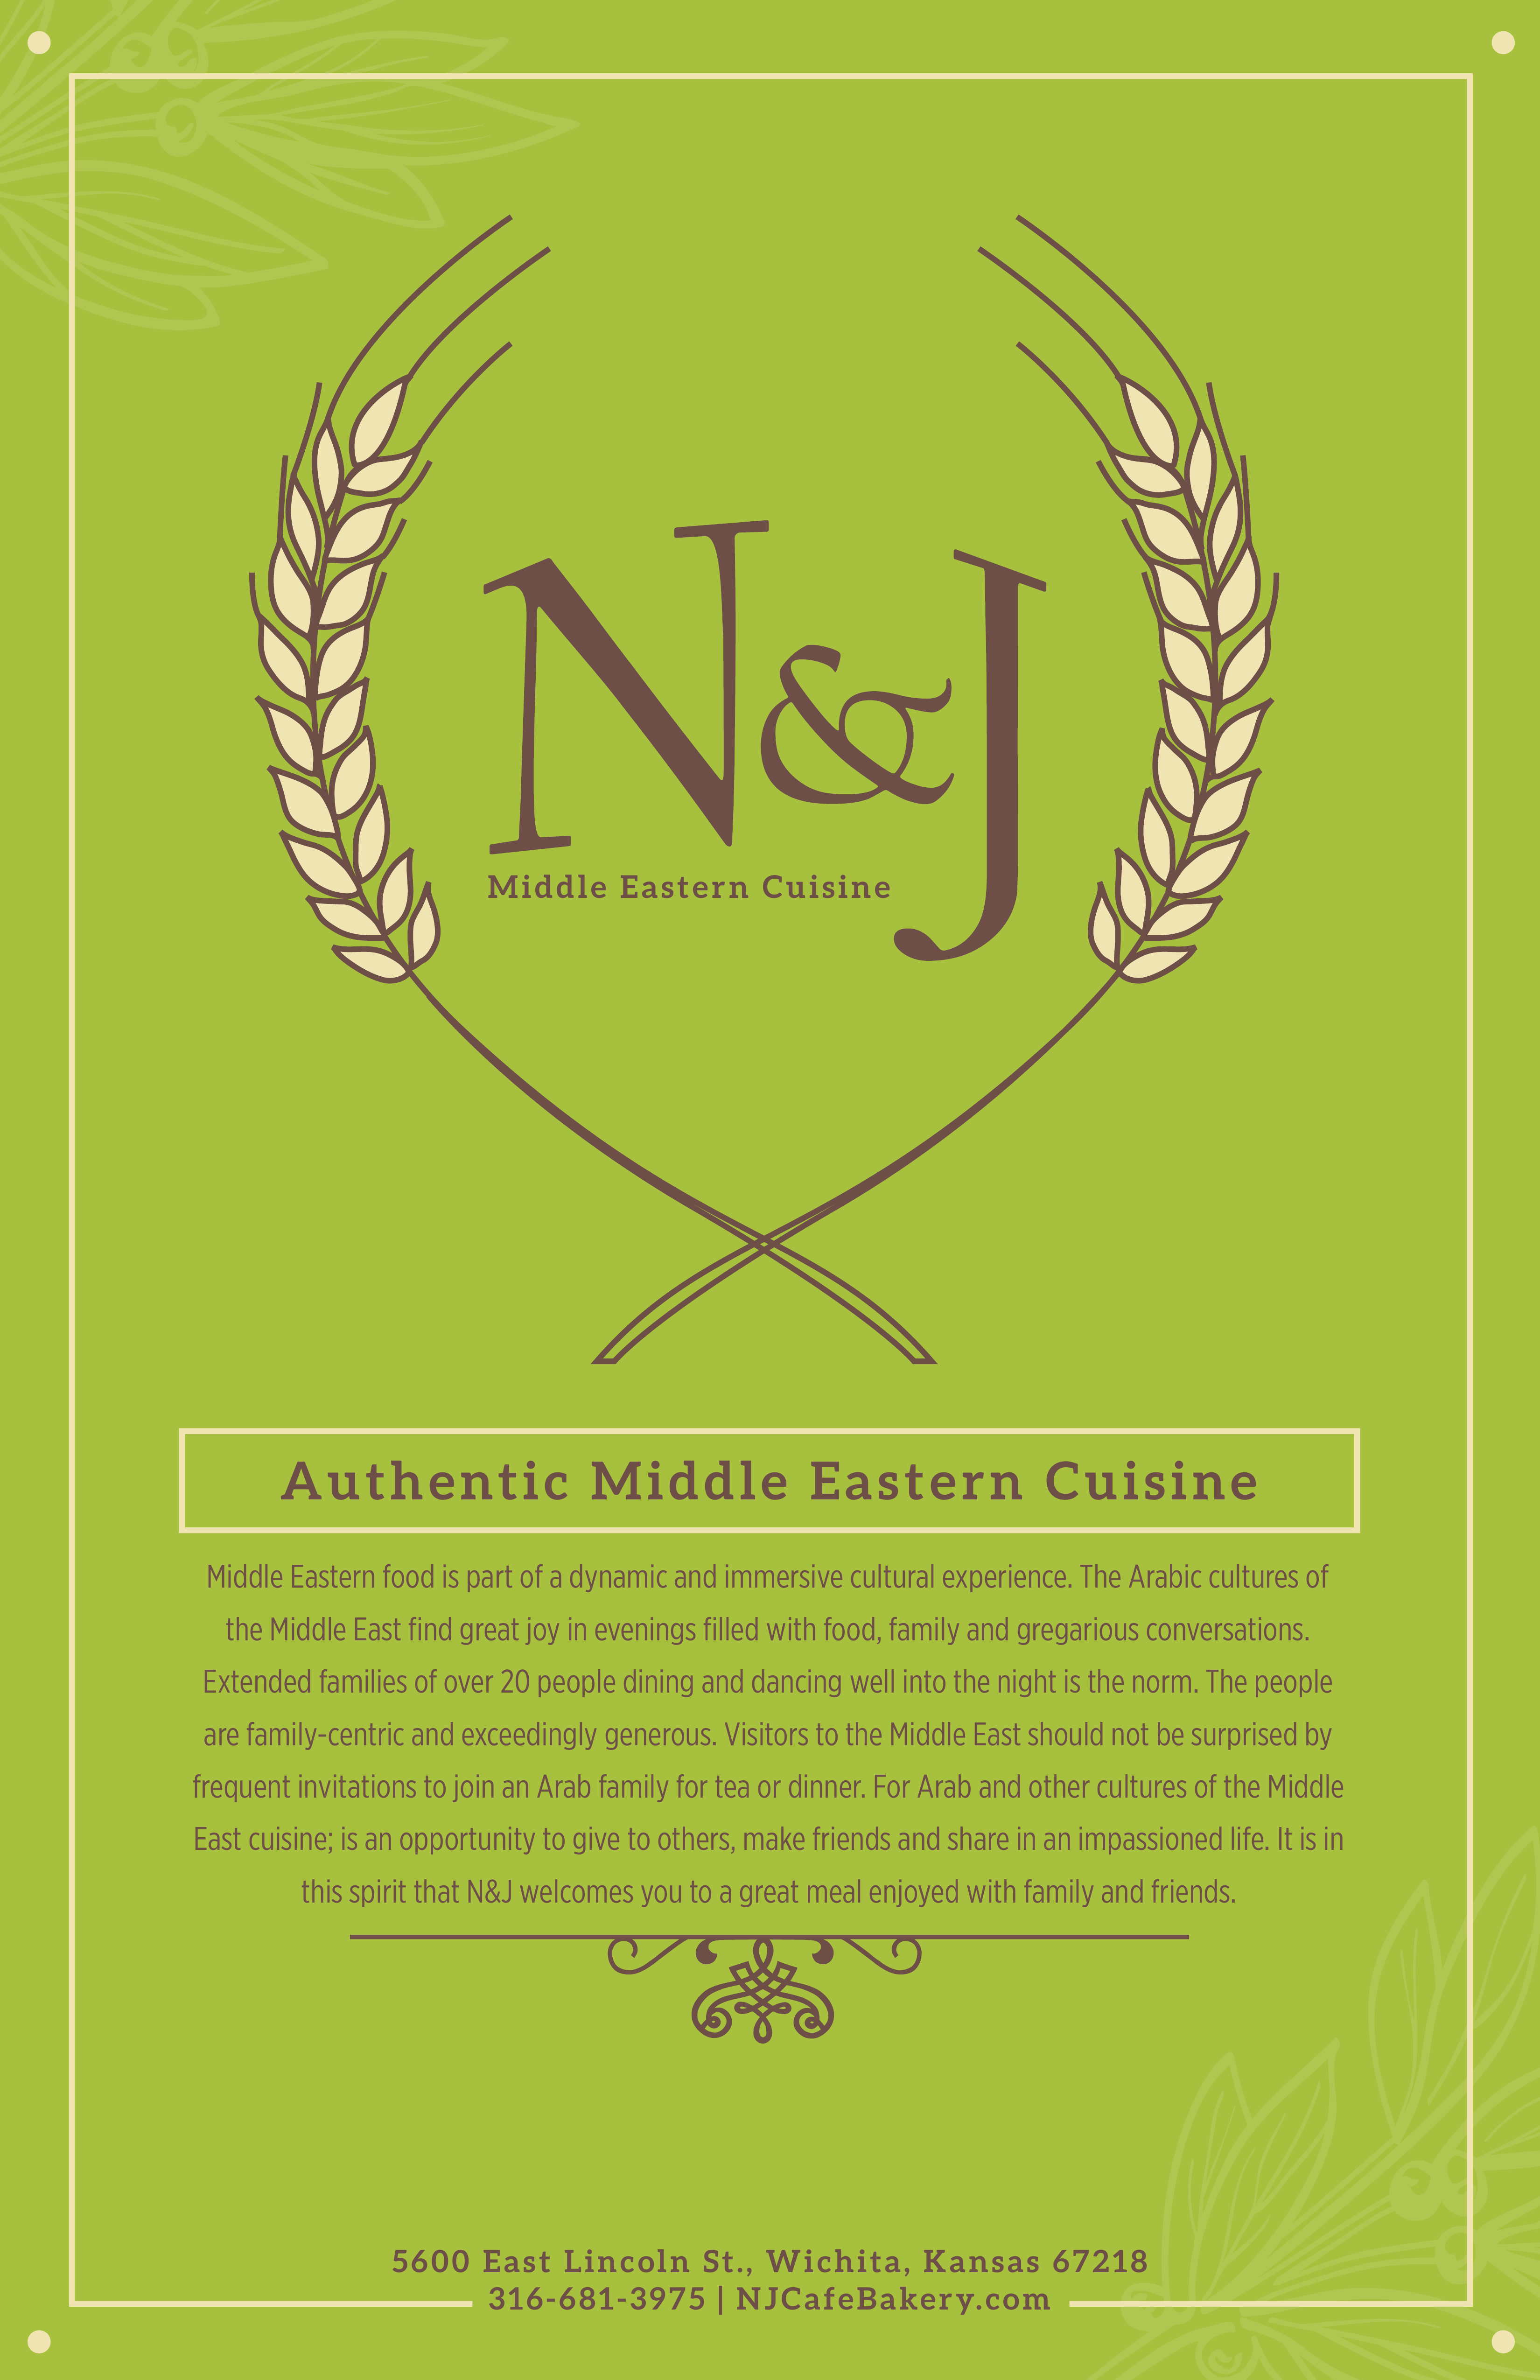 N&J
Middle Eastern Cuisine
Authentic Middle Eastern Cuisine
Middle Eastern food is part of a dynamic and immersive cultural experience. The Arabic cultures of
the Middle East find great joy in evenings filled with food, family and gregarious conversations.
Extended families of over 20 people dining and dancing well into the night is the norm. The people
are family-centric and exceedingly generous. Visitors to the Middle East should not be surprised by
frequent invitations to join an Arab family for tea or dinner. For Arab and other cultures of the Middle
East cuisine; is an opportunity to give to others, make friends and share in an impassioned life. It is in
this spirit that N&J welcomes you to a great meal enjoyed with family and friends.
5600 East Lincoln St., Wichita, Kansas 67218
316-681-3975 | NJCafeBakery.com